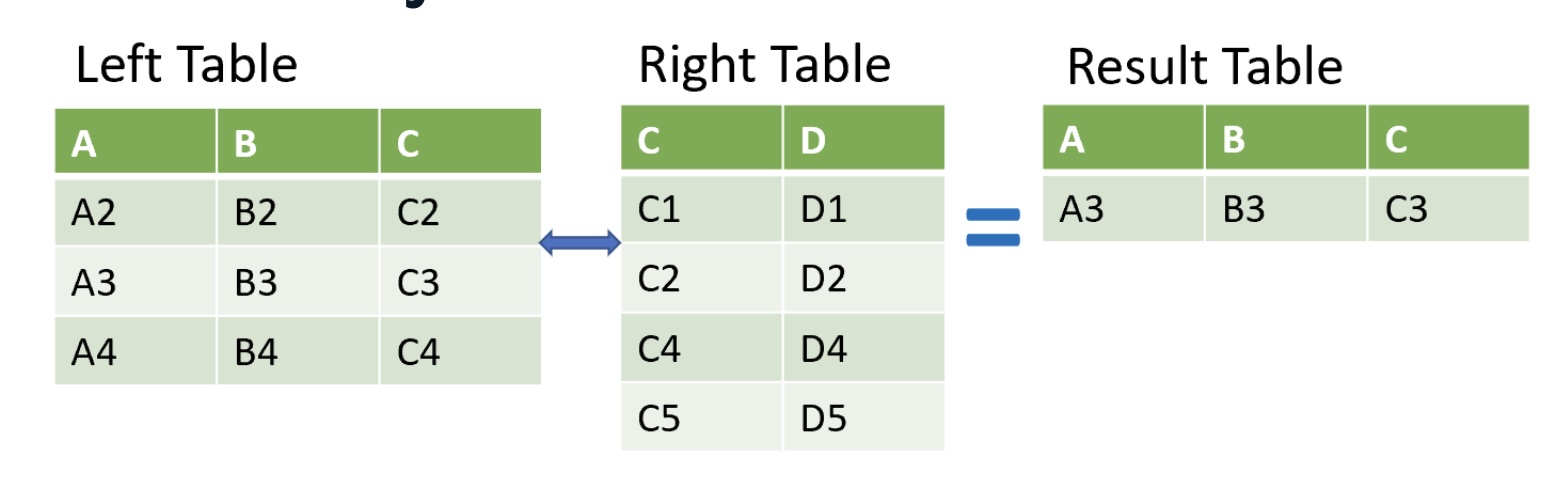 Left Table
A B C
A2 B2 C2
A3 B3 C3
A4 B4 C4
Right Table
C D
C1 D1
C2 D2
C4 D4
C5 D5
=
Result Table
A B C
A3 B3 C3